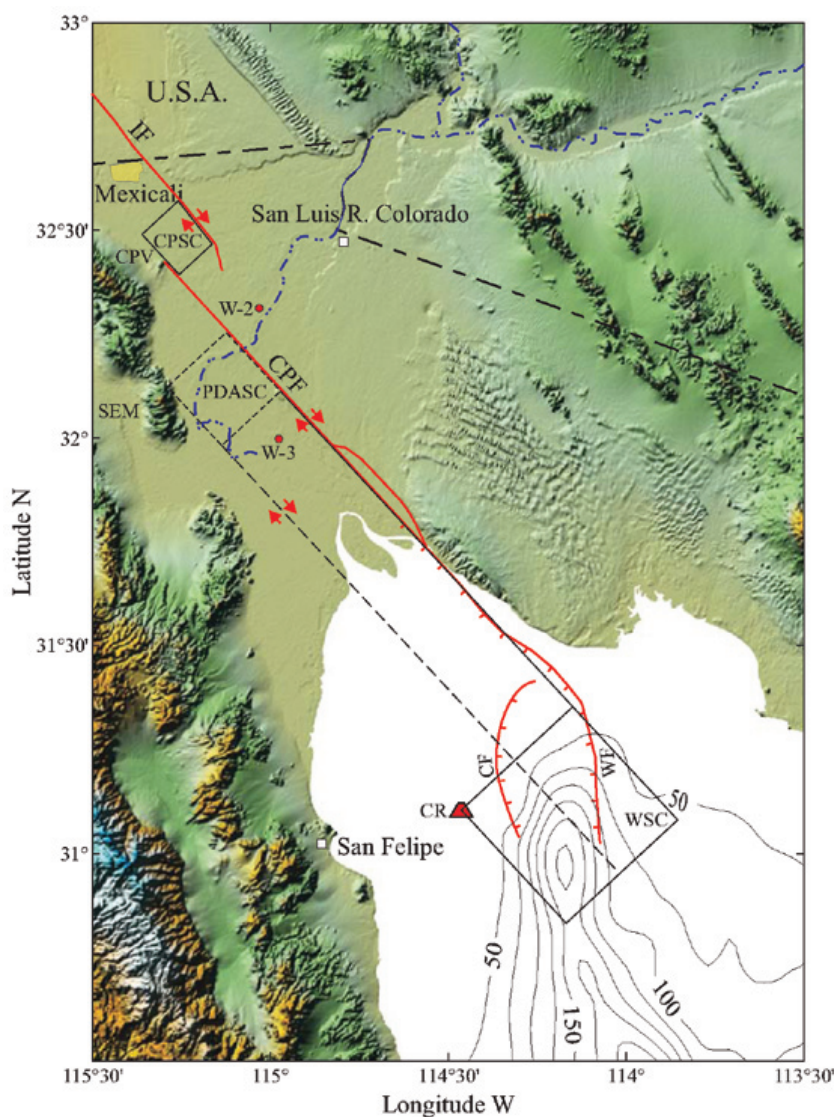 33°
U.S.A.
IF
Mexicali
San Luis R. Colorado
32°30'
CPSC
CPV
W-2
CPF
PDASC
SEM
32°
W-3
Latitude N
31°30'
CF
WF
50
CR
WSC
31°
San Felipe
50
100
150
115°30'
115°
114°30'
114°
113°30'
Longitude W